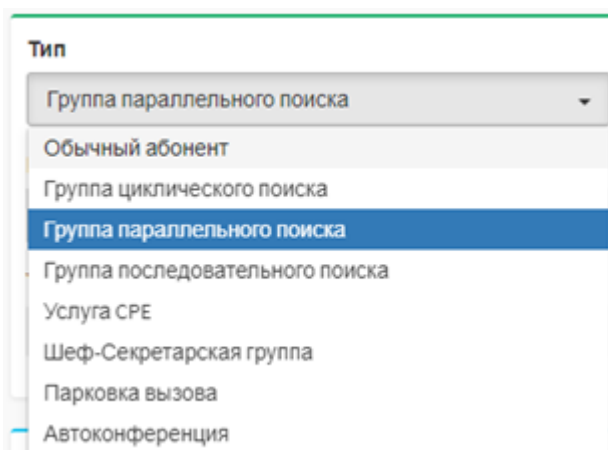 Тип
Группа параллельного поиска
Обычный абонент
Группа циклического поиска
Группа параллельного поиска
Группа последовательного поиска
Услуга CPE
Шеф-Секретарская группа
Парковка вызова
Автоконференция